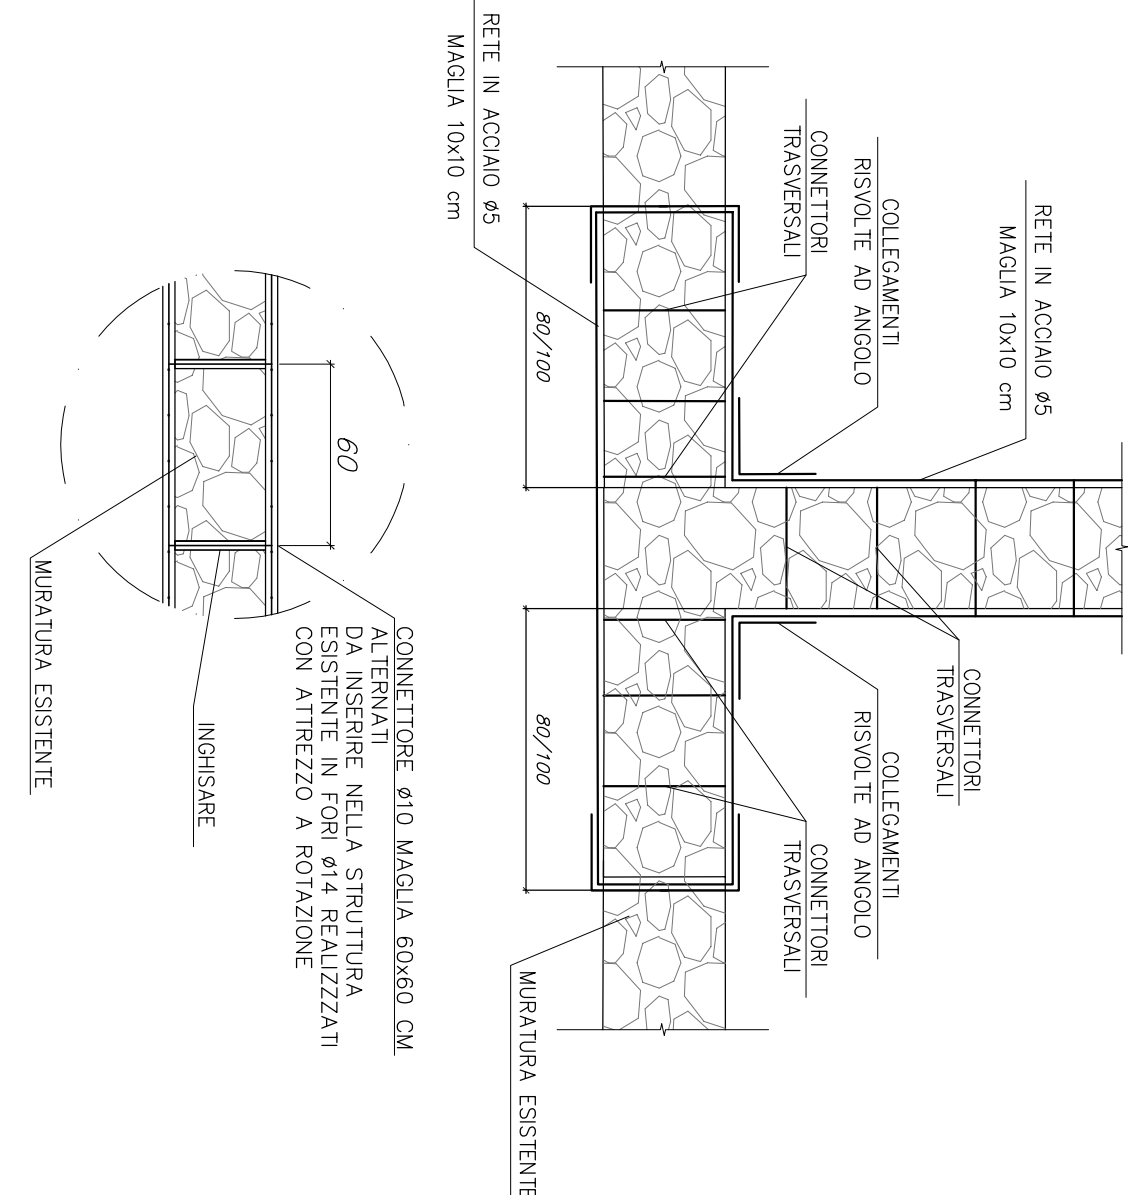 RETE IN ACCIAIO ø5
MAGLIA 10x10 cm
COLLEGAMENTI
RISVOLTE AD ANGOLO
CONNETTORI
TRASVERSALI
RETE IN ACCIAIO ø5
MAGLIA 10x10 cm
80/100
CONNETTORI
TRASVERSALI
COLLEGAMENTI
RISVOLTE AD ANGOLO
CONNETTORI
TRASVERSALI
80/100
MURATURA ESISTENTE
60
CONNETTORE ø10 MAGLIA 60x60 CM
ALTERNATI
DA INSERIRE NELLA STRUTTURA
ESISTENTE IN FORI ø14 REALIZZZATI
CON ATTREZZO A ROTAZIONE
INGHISARE
MURATURA ESISTENTE